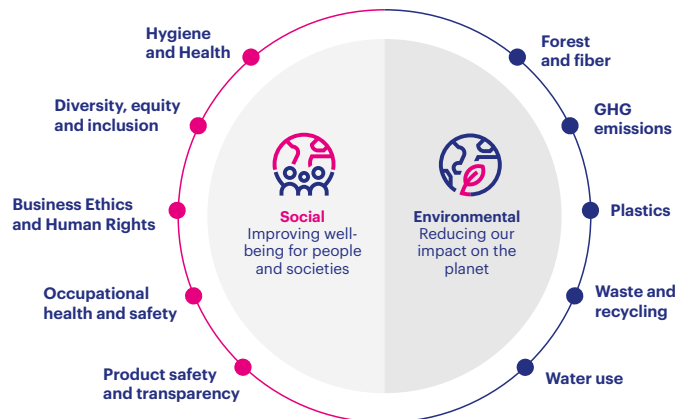 Hygiene
and Health
Diversity, equity
and inclusion
Business Ethics
and Human Rights
Occupational
health and safety
Product safety
and transparency
Social
Improving well-
being for people
and societies
Environmental
Reducing our
impact on the
planet
Forest
and fiber
GHG
emissions
Plastics
Waste and
recycling
Water use